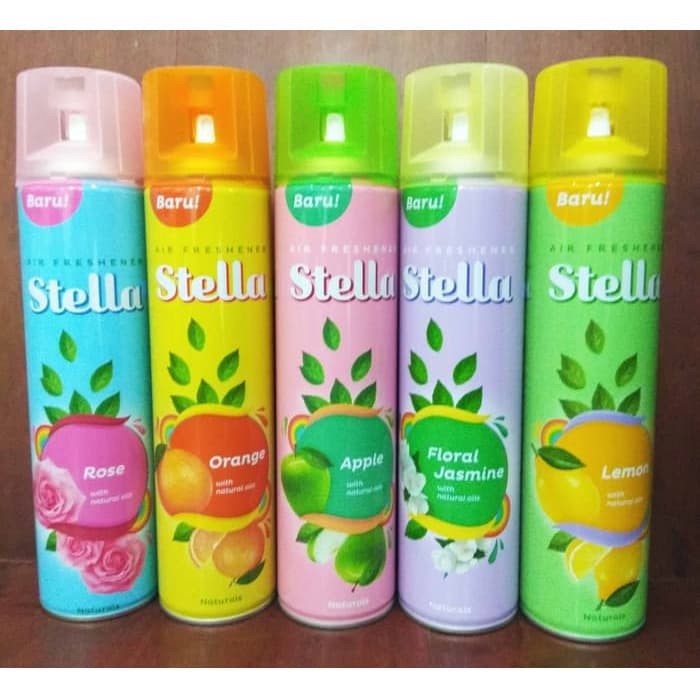 Baru!
AIR FRESHENER
Stella
Rose
with
natural oils
Naturals
Baru!
AIR FRESHENER
Stella
Orange
with
natural oils
Naturals
Baru!
AIR FRESHENER
Stella
Apple
with
natural oils
Naturals
Baru!
AIR FRESHENER
Stella
Floral
Jasmine
with
natural oils
Naturals
Baru!
AIR FRESHENER
Stella
Lemon
with
natural oils
Naturals